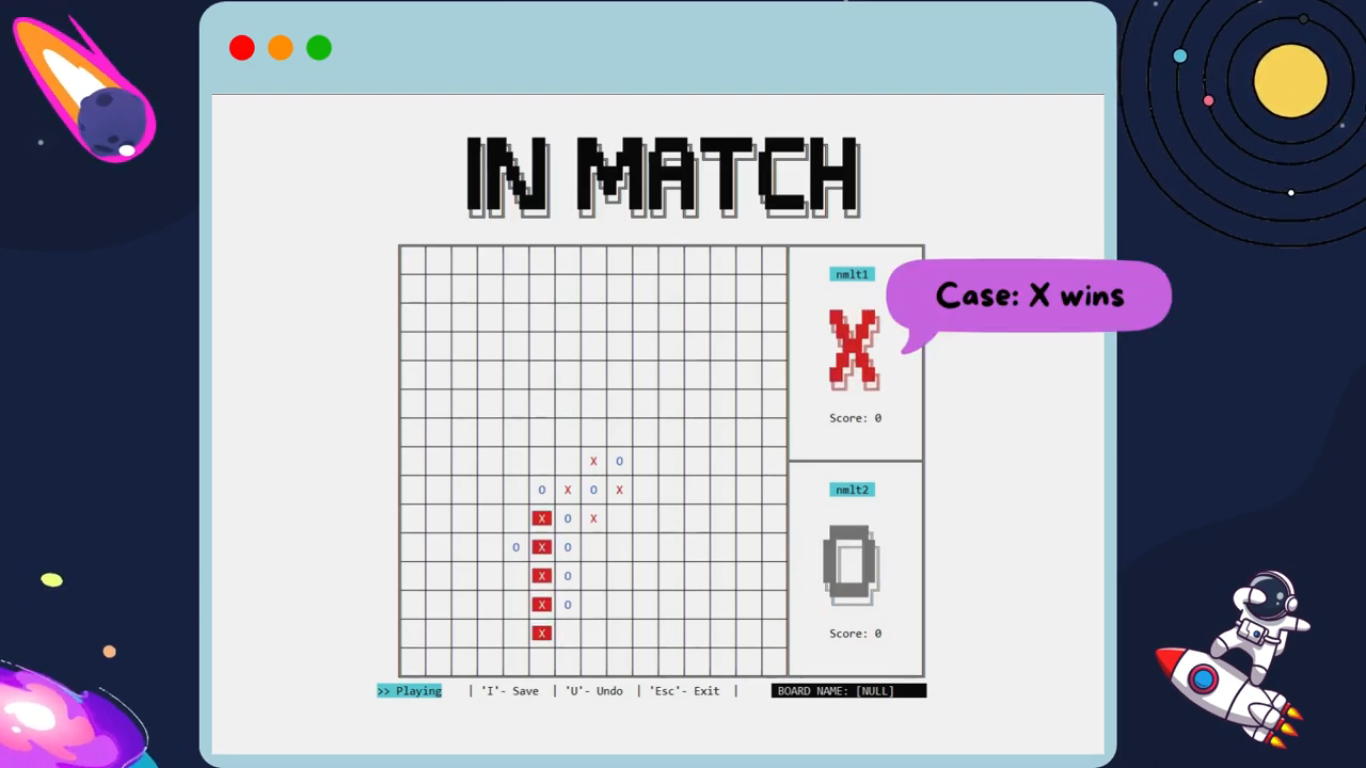 IN MATCH
nmlt1
Case: X wins
X
Score: 0
X O
O X O X
X O X
O X O
X O
X O
X
nmlt2
O
Score: 0
>> Playing | 'I'- Save | 'U'- Undo | 'Esc'- Exit | BOARD NAME: [NULL]